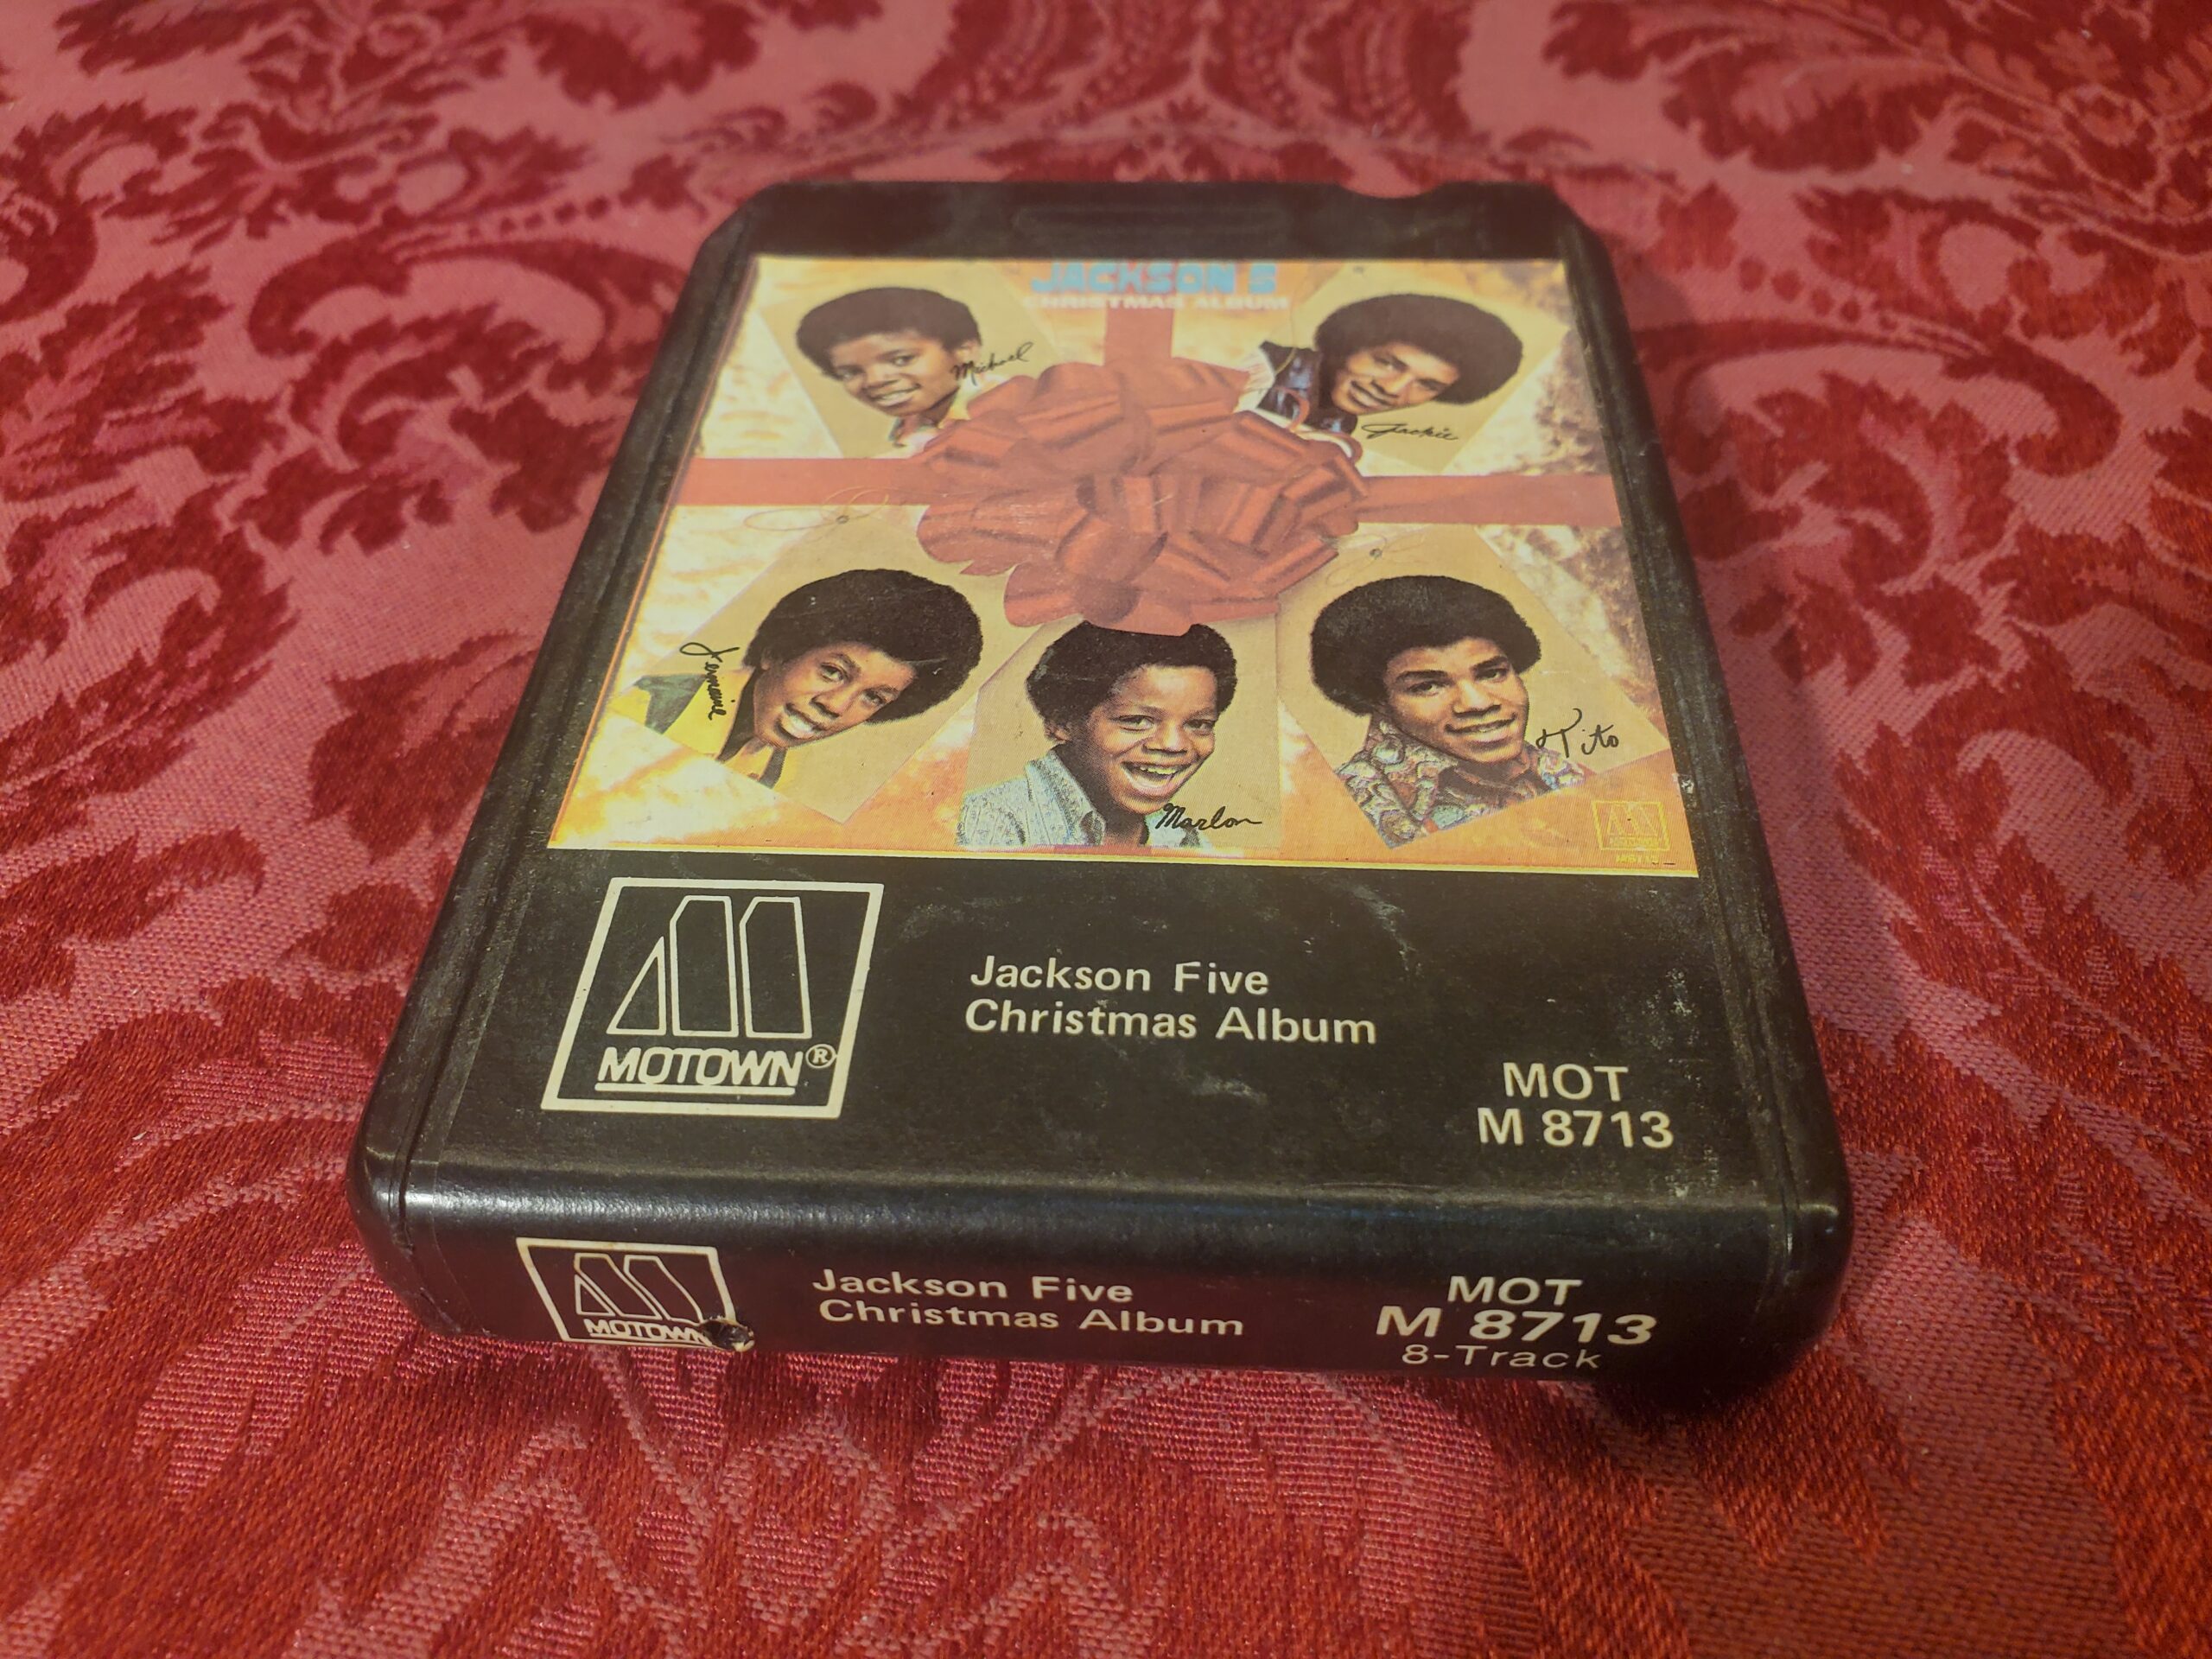 JACKSON 5
CHRISTMAS ALBUM
Michael
Jackie
Jermaine
Marlon
Tito
MOTOWN®
Jackson Five
Christmas Album
MOT
M 8713
MOTOWN
Jackson Five
Christmas Album
MOT
M 8713
8-Track